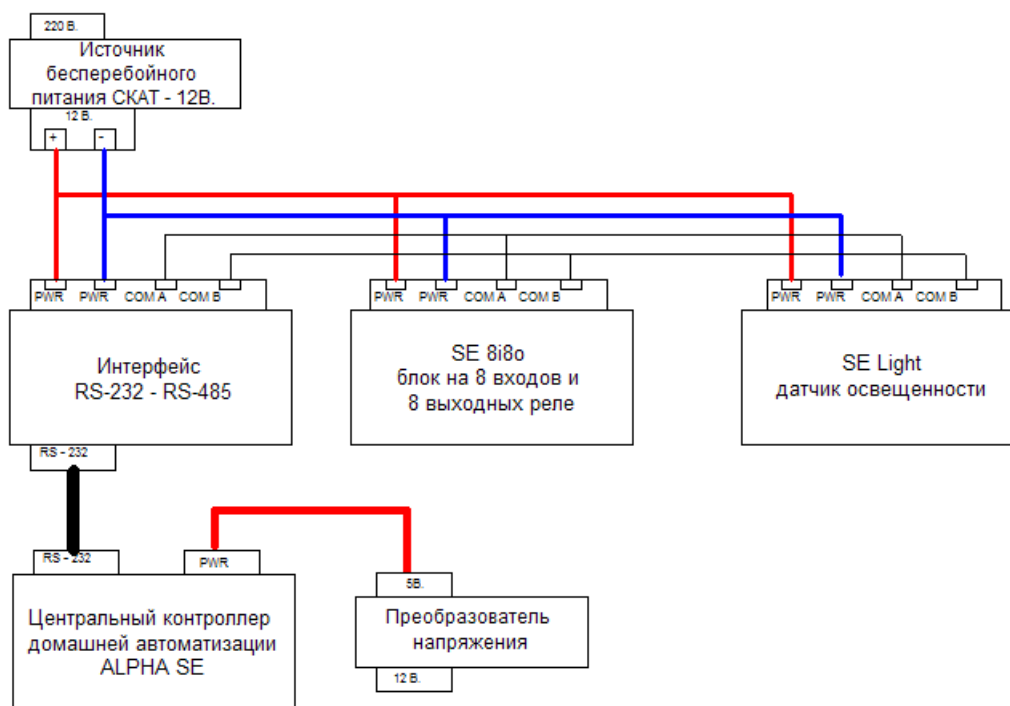 220 В.
Источник
бесперебойного
питания СКАТ - 12В.
12 В.
+ -
PWR PWR COM A COM B
PWR PWR COM A COM B
PWR PWR COM A COM B
Интерфейс
RS-232 - RS-485
SE 8i8o
блок на 8 входов и
8 выходных реле
SE Light
датчик освещенности
RS - 232
RS - 232
PWR
Центральный контроллер
домашней автоматизации
ALPHA SE
5В.
Преобразователь
напряжения
12 В.